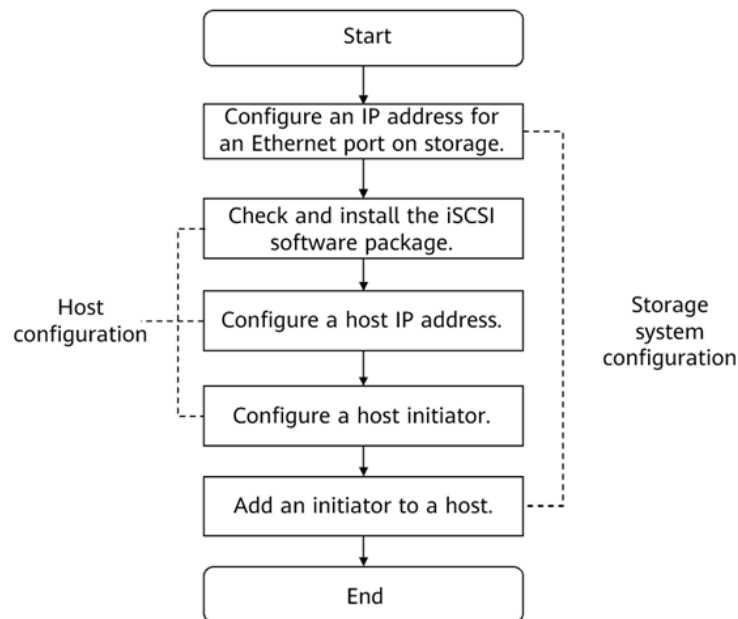 Start
Configure an IP address for
an Ethernet port on storage.
Check and install the iSCSI
software package.
Host
configuration
Configure a host IP address.
Storage
system
configuration
Configure a host initiator.
Add an initiator to a host.
End